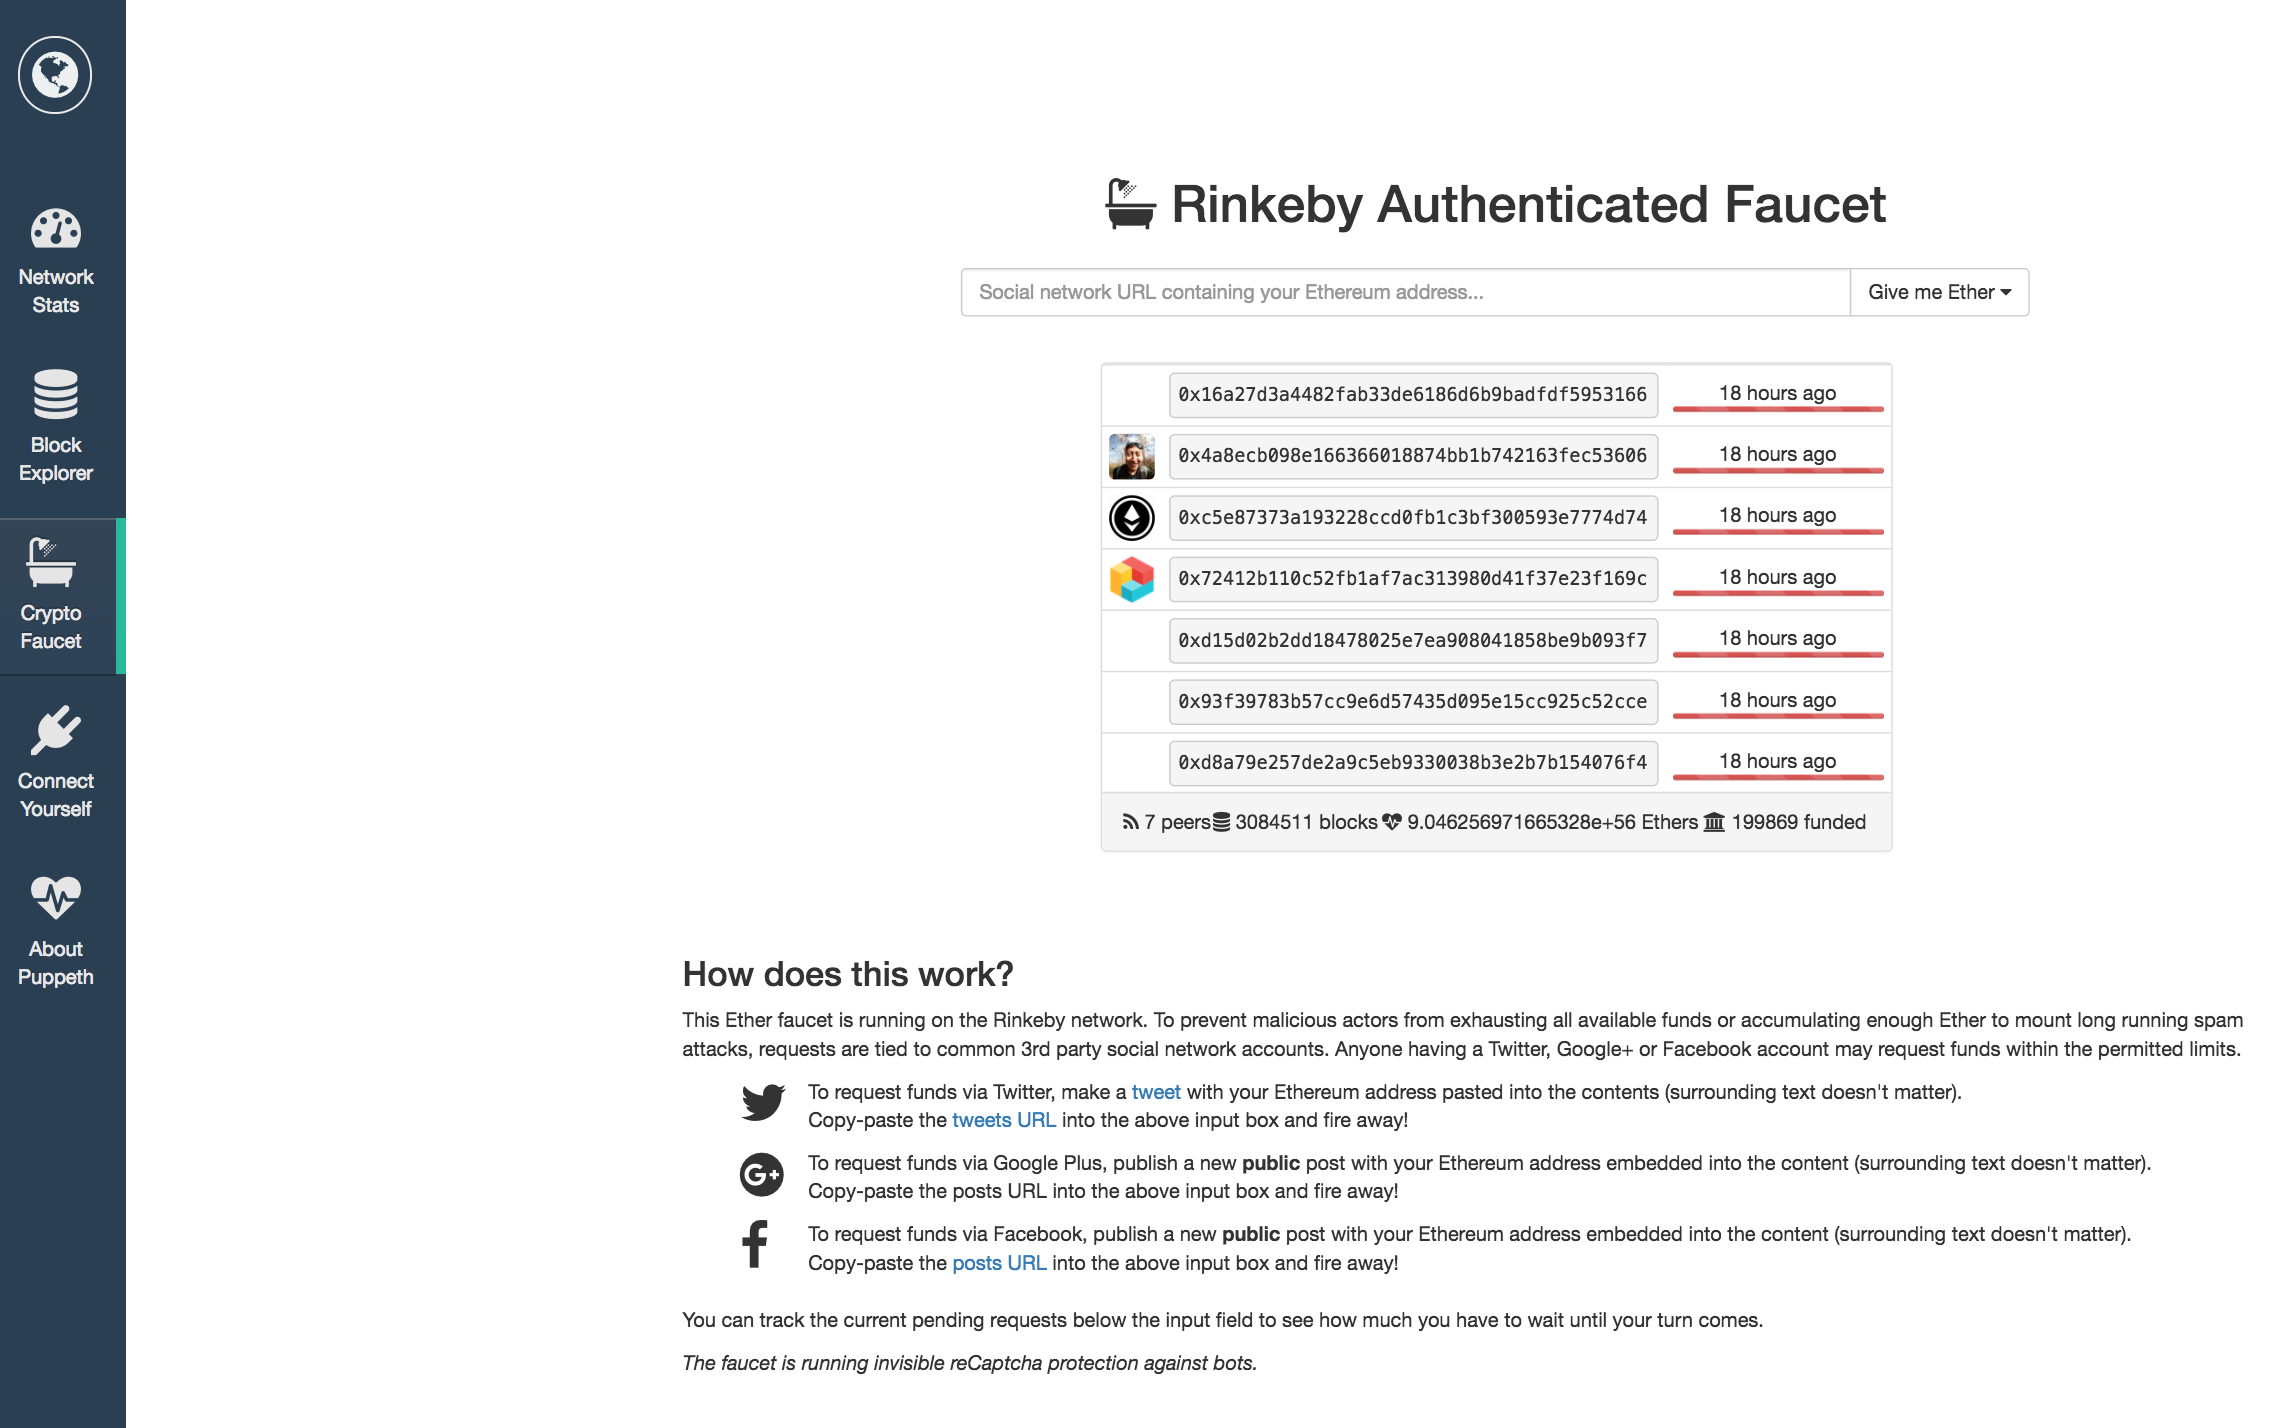 Network
Stats
Block
Explorer
Crypto
Faucet
Connect
Yourself
About
Puppeth
Rinkeby Authenticated Faucet
Social network URL containing your Ethereum address...
Give me Ether
0x16a27d3a4482fab33de6186d6b9badfdf5953166 18 hours ago
0x4a8ecb098e166366018874bb1b742163fec53606 18 hours ago
0xc5e87373a193228ccd0fb1c3bf300593e7774d74 18 hours ago
0x72412b110c52fb1af7ac313980d41f37e23f169c 18 hours ago
0xd15d02b2dd18478025e7ea908041858be9b093f7 18 hours ago
0x93f39783b57cc9e6d57435d095e15cc925c52cce 18 hours ago
0xd8a79e257de2a9c5eb9330038b3e2b7b154076f4 18 hours ago
7 peers 3084511 blocks 9.046256971665328e+56 Ethers 199869 funded
How does this work?
This Ether faucet is running on the Rinkeby network. To prevent malicious actors from exhausting all available funds or accumulating enough Ether to mount long running spam
attacks, requests are tied to common 3rd party social network accounts. Anyone having a Twitter, Google+ or Facebook account may request funds within the permitted limits.
To request funds via Twitter, make a tweet with your Ethereum address pasted into the contents (surrounding text doesn't matter).
Copy-paste the tweets URL into the above input box and fire away!
G+
To request funds via Google Plus, publish a new public post with your Ethereum address embedded into the content (surrounding text doesn't matter).
Copy-paste the posts URL into the above input box and fire away!
To request funds via Facebook, publish a new public post with your Ethereum address embedded into the content (surrounding text doesn't matter).
Copy-paste the posts URL into the above input box and fire away!
You can track the current pending requests below the input field to see how much you have to wait until your turn comes.
The faucet is running invisible reCaptcha protection against bots.